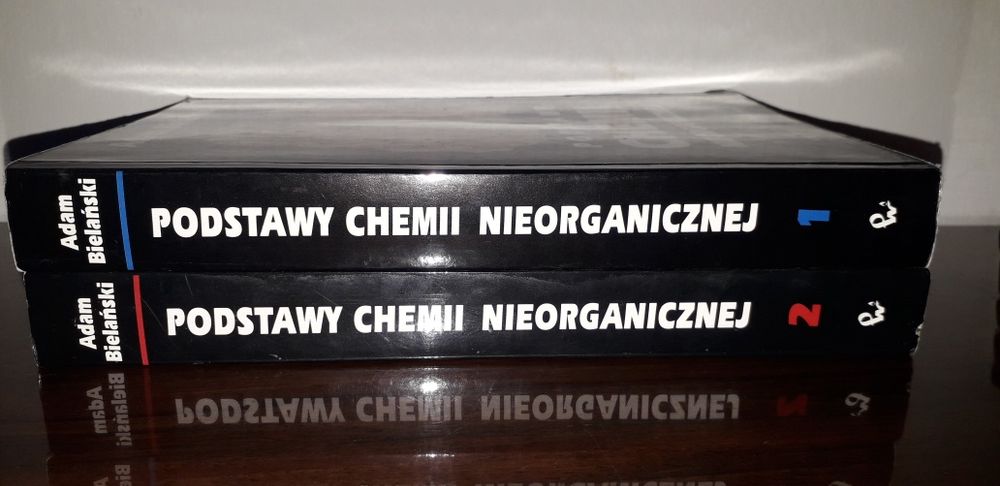 Adam
Bielański
PODSTAWY CHEMII NIEORGANICZNEJ
1
Adam
Bielański
PODSTAWY CHEMII NIEORGANICZNEJ
2